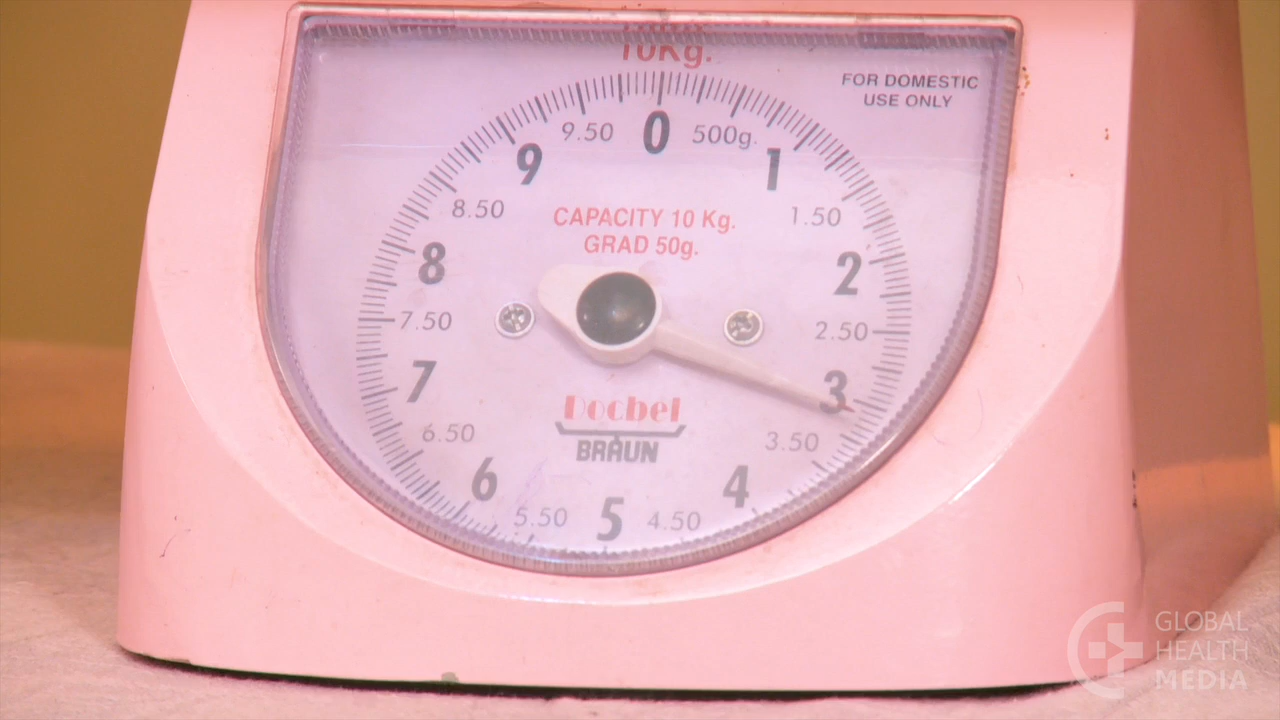 10Kg.
FOR DOMESTIC
USE ONLY
0
500g.
1
1.50
2
2.50
3
3.50
4
4.50
5
5.50
6
6.50
7
7.50
8
8.50
9
9.50
CAPACITY 10 Kg.
GRAD 50g.
Docbel
BRAUN
GLOBAL
HEALTH
MEDIA